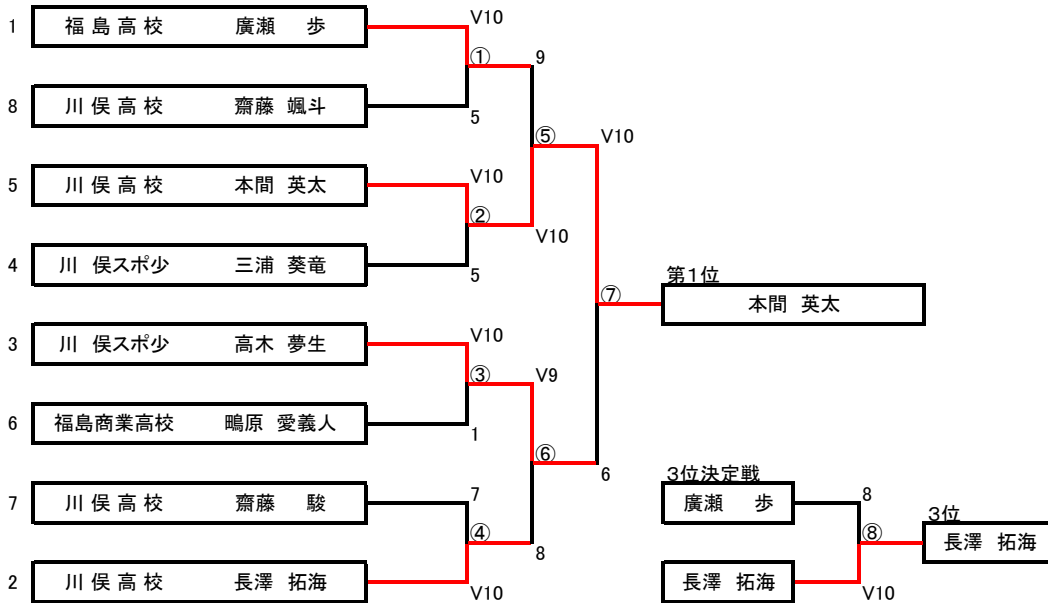 V10
1 福島高校 廣瀬 歩
① 9
8 川俣高校 齋藤 颯斗
5
⑤ V10
5 川俣高校 本間 英太
V10
②
V10
4 川 俣スポ少 三浦 葵竜
5
第1位
⑦
本間 英太
3 川 俣スポ少 高木 夢生
V10
③ V9
6 福島商業高校 鴫原 愛義人
1
⑥
6
3位決定戦
7 川俣高校 齋藤 駿
7
廣瀬 歩
8
3位
④
8
⑧
長澤 拓海
2 川俣高校 長澤 拓海
V10
長澤 拓海
V10